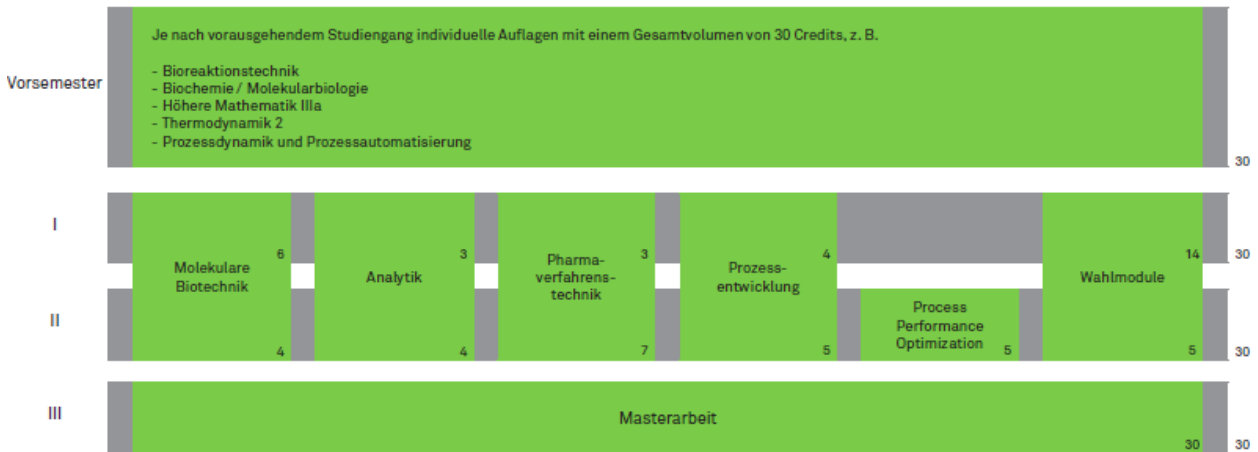 Je nach vorausgehendem Studiengang individuelle Auflagen mit einem Gesamtvolumen von 30 Credits, z. B.
Vorsemester
- Bioreaktionstechnik
- Biochemie / Molekularbiologie
- Höhere Mathematik IIIa
- Thermodynamik 2
- Prozessdynamik und Prozessautomatisierung
30
I
6
3
3
4
14
30
Molekulare
Biotechnik
Analytik
Pharma-
verfahrens-
technik
Prozess-
entwicklung
Wahlmodule
II
Process
Performance
Optimization
4
4
7
5
5
5
30
III
Masterarbeit
30
30